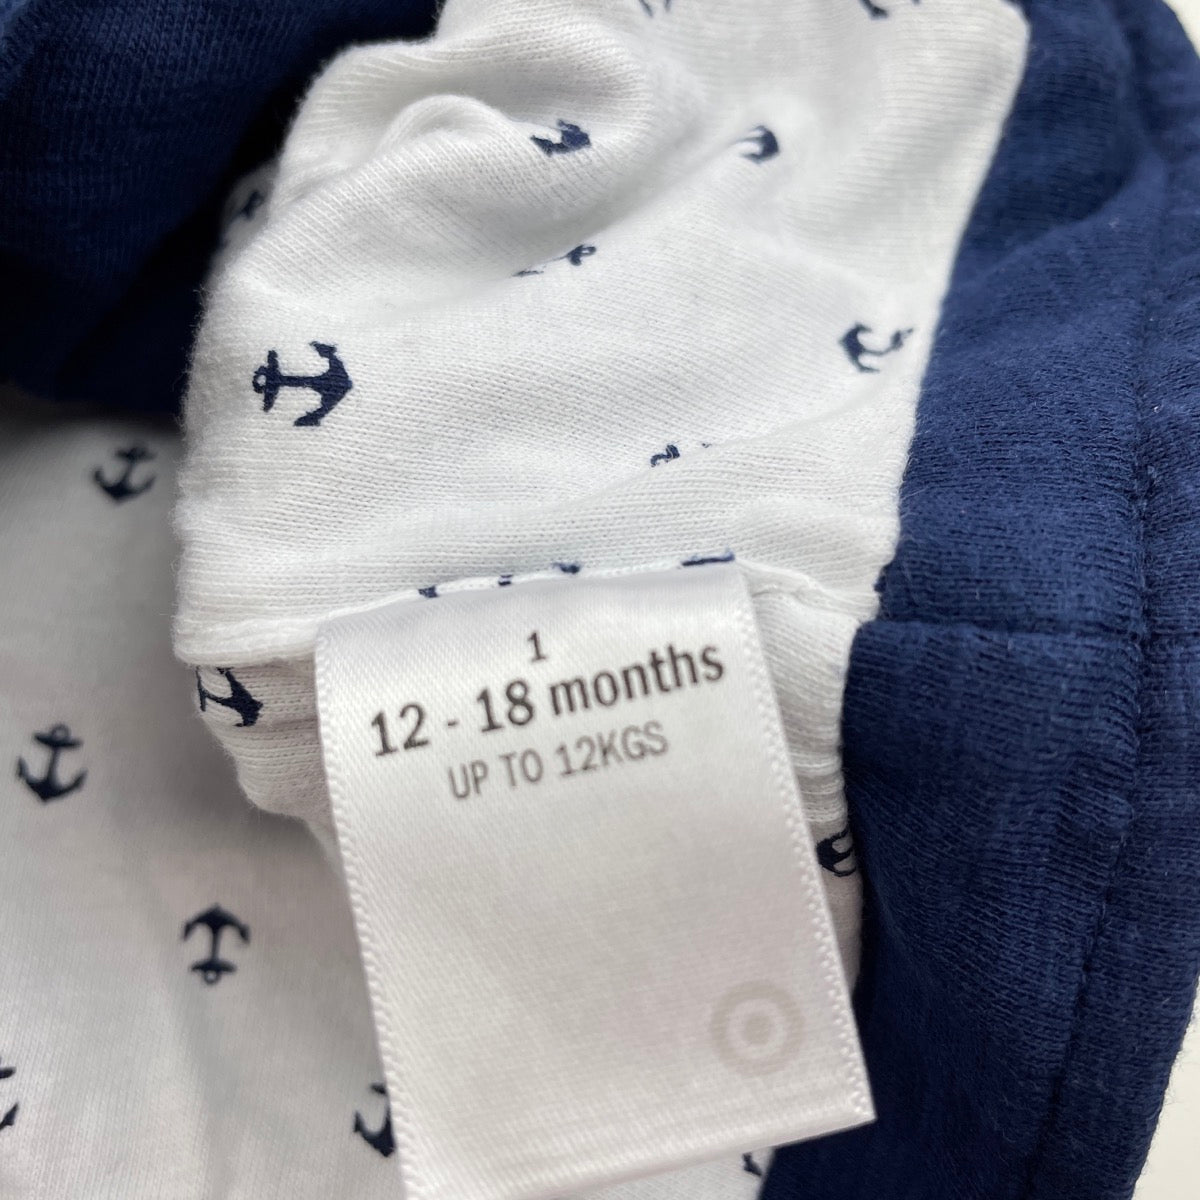 1
12 - 18 months
UP TO 12KGS